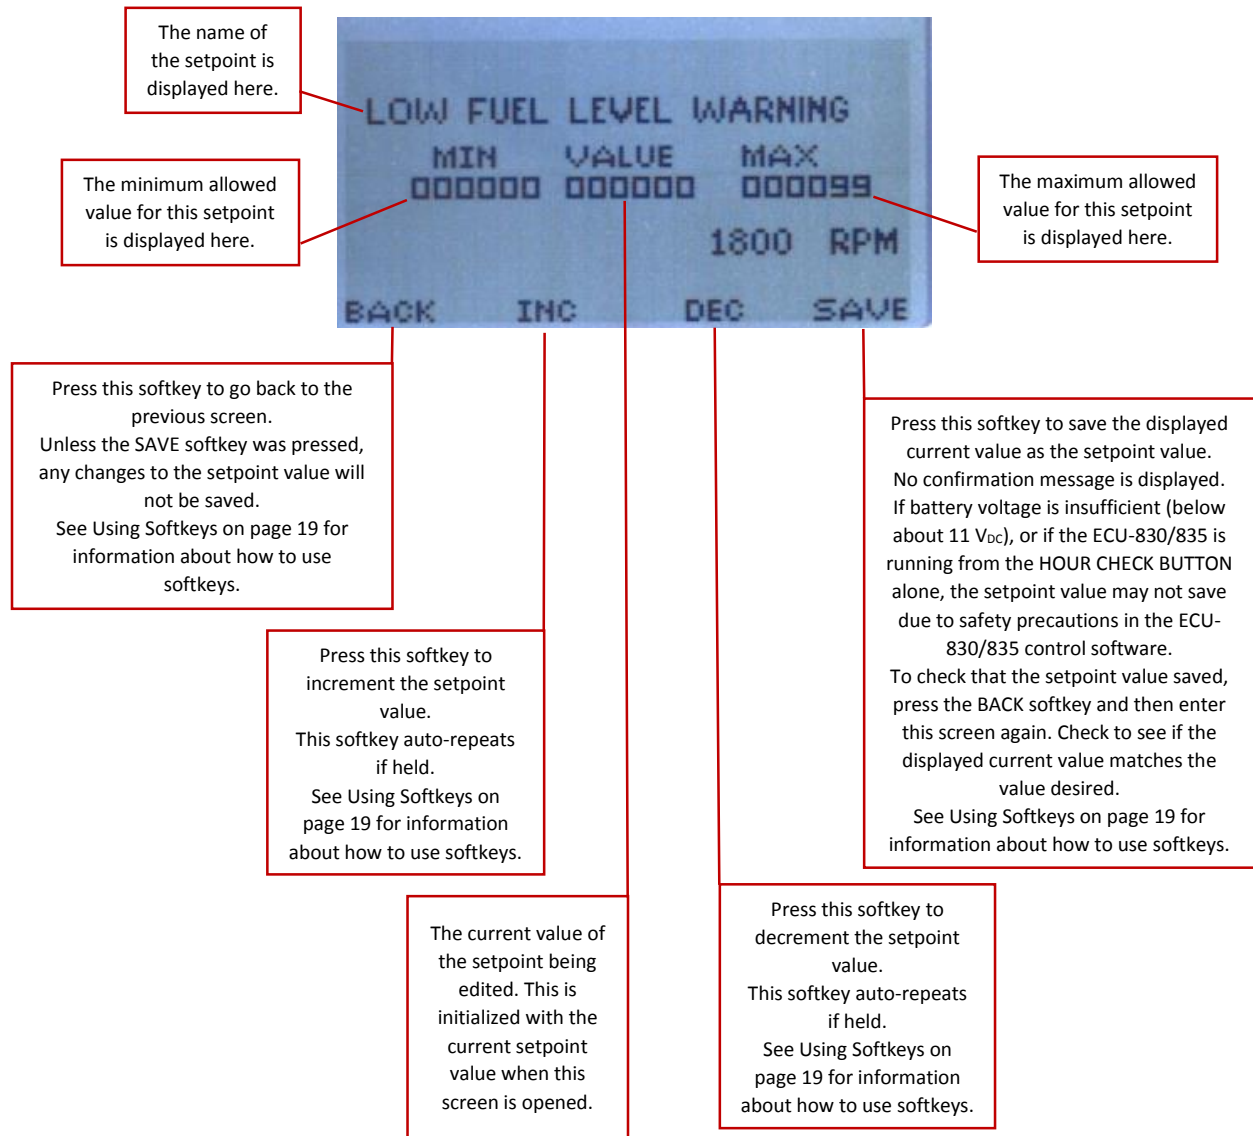 The name of
the setpoint is
displayed here.
LOW FUEL LEVEL WARNING
MIN VALUE MAX
000000 000000 000099
1800 RPM
BACK INC DEC SAVE
The minimum allowed
value for this setpoint
is displayed here.
The maximum allowed
value for this setpoint
is displayed here.
Press this softkey to go back to the
previous screen.
Unless the SAVE softkey was pressed,
any changes to the setpoint value will
not be saved.
See Using Softkeys on page 19 for
information about how to use
softkeys.
Press this softkey to
increment the setpoint
value.
This softkey auto-repeats
if held.
See Using Softkeys on
page 19 for information
about how to use softkeys.
The current value of
the setpoint being
edited. This is
initialized with the
current setpoint
value when this
screen is opened.
Press this softkey to
decrement the setpoint
value.
This softkey auto-repeats
if held.
See Using Softkeys on
page 19 for information
about how to use softkeys.
Press this softkey to save the displayed
current value as the setpoint value.
No confirmation message is displayed.
If battery voltage is insufficient (below
about 11 VDC), or if the ECU-830/835 is
running from the HOUR CHECK BUTTON
alone, the setpoint value may not save
due to safety precautions in the ECU-
830/835 control software.
To check that the setpoint value saved,
press the BACK softkey and then enter
this screen again. Check to see if the
displayed current value matches the
value desired.
See Using Softkeys on page 19 for
information about how to use softkeys.